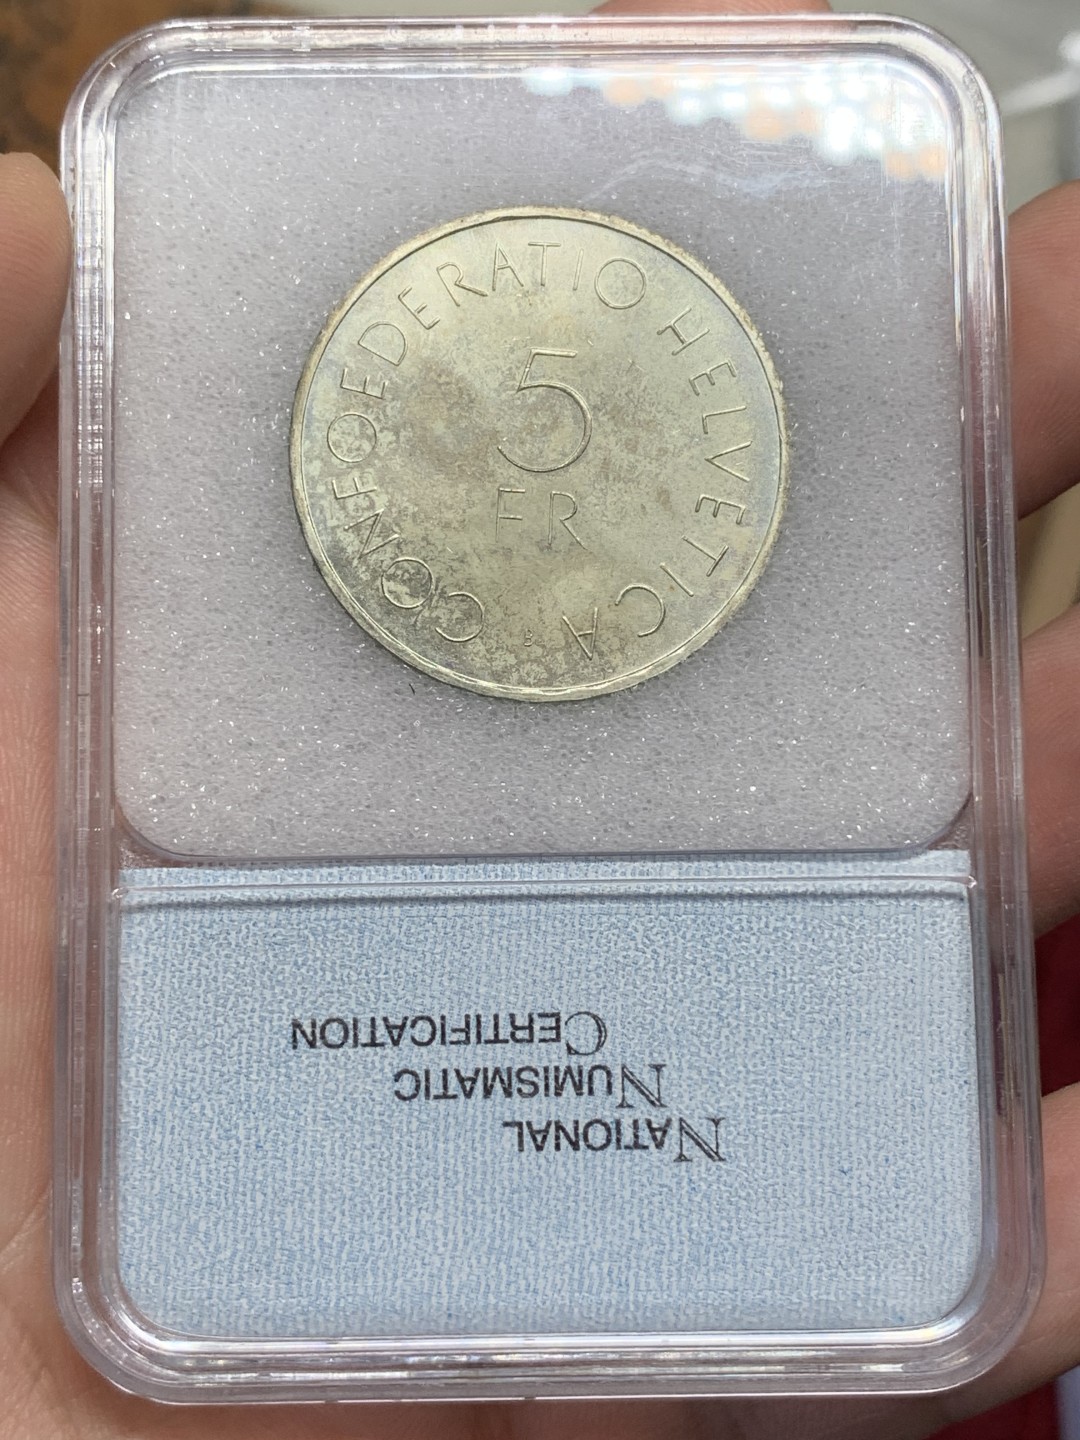 CONFOEDERATIO HELVETICA
5
FR
B
NATIONAL
NUMISMATIC
CERTIFICATION